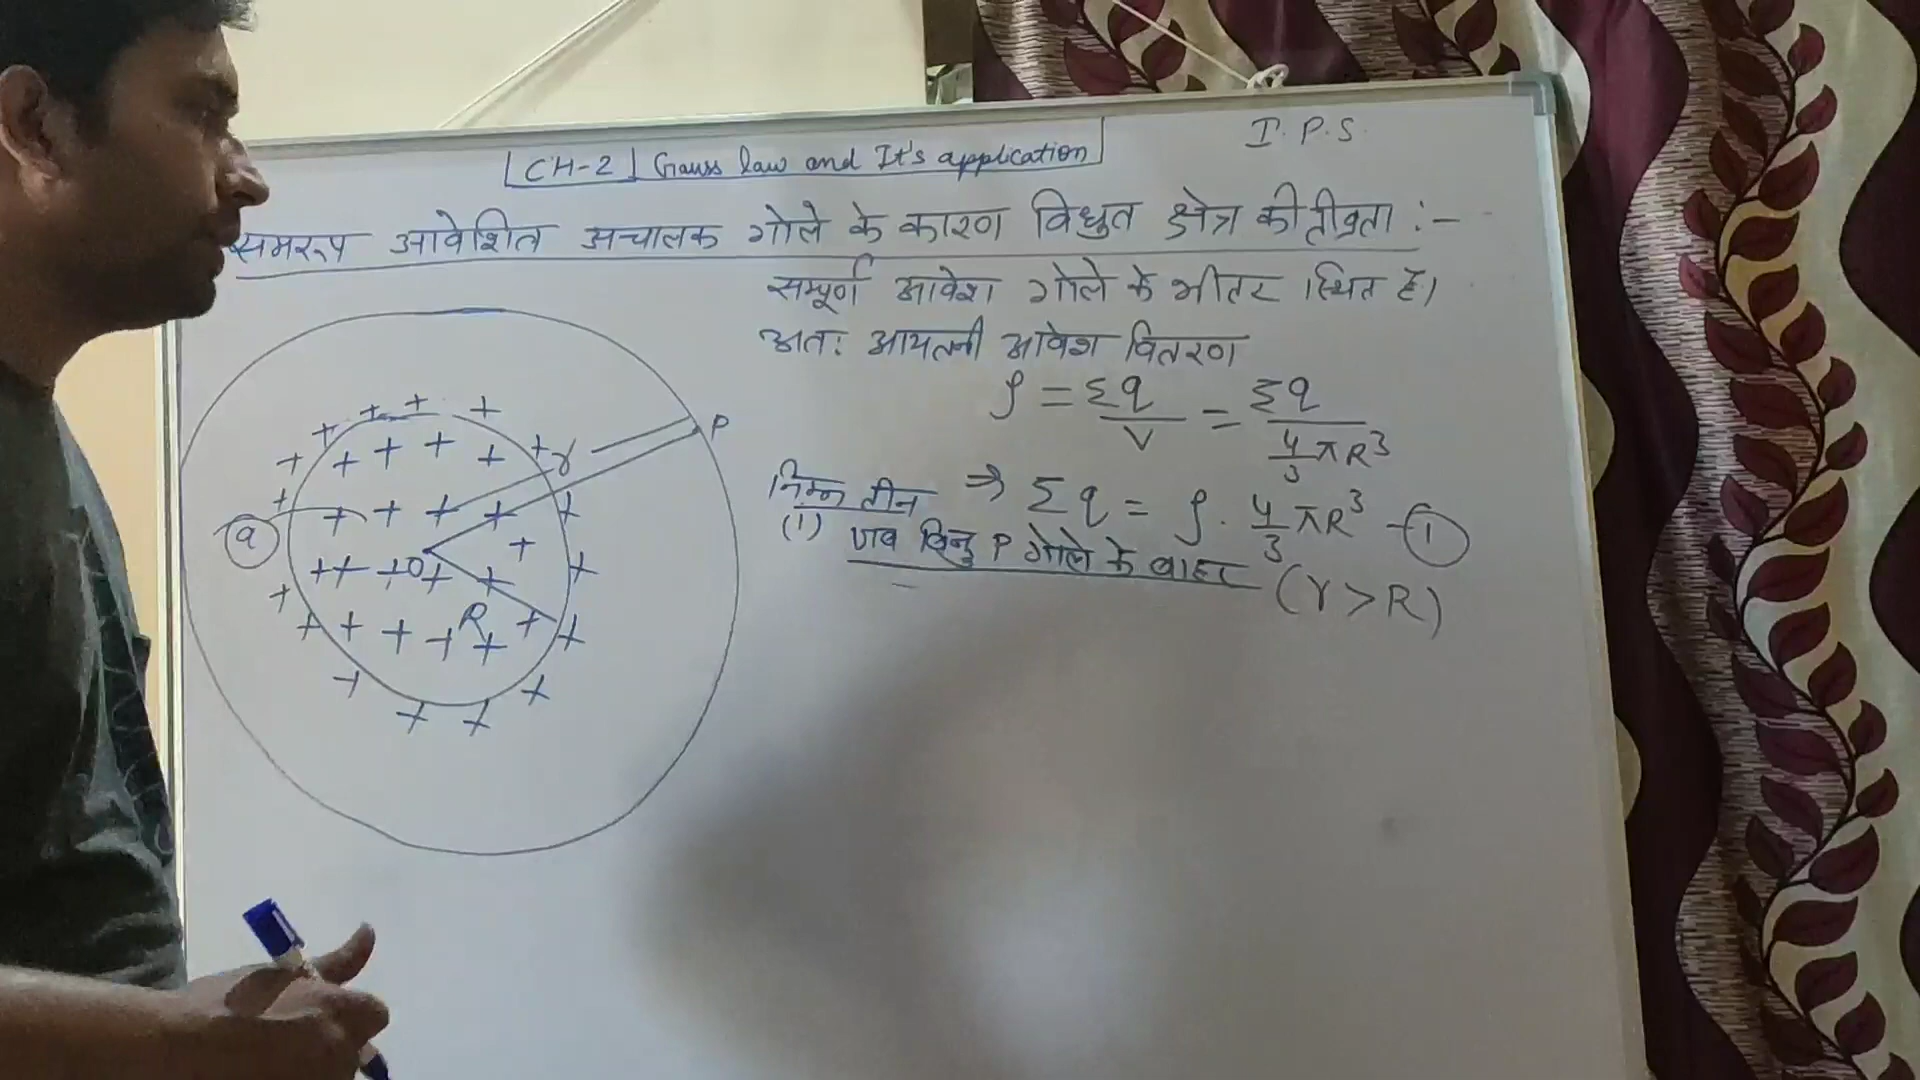 I.P.S.
CH-2 Gauss law and It's application
समरूप आवेशित अचालक गोले के कारण विधुत क्षेत्र की तीव्रता :-
सम्पूर्ण आवेश गोले के भीतर स्थित है।
अतः आयतनी आवेश वितरण
ρ = Σq/V = Σq/(4/3 πR³)
निम्न तीन ⇒ Σq = ρ. 4/3 πR³ - ①
(1) जब बिन्दु P गोले के बाहर (r > R)
P
r
a
O
R